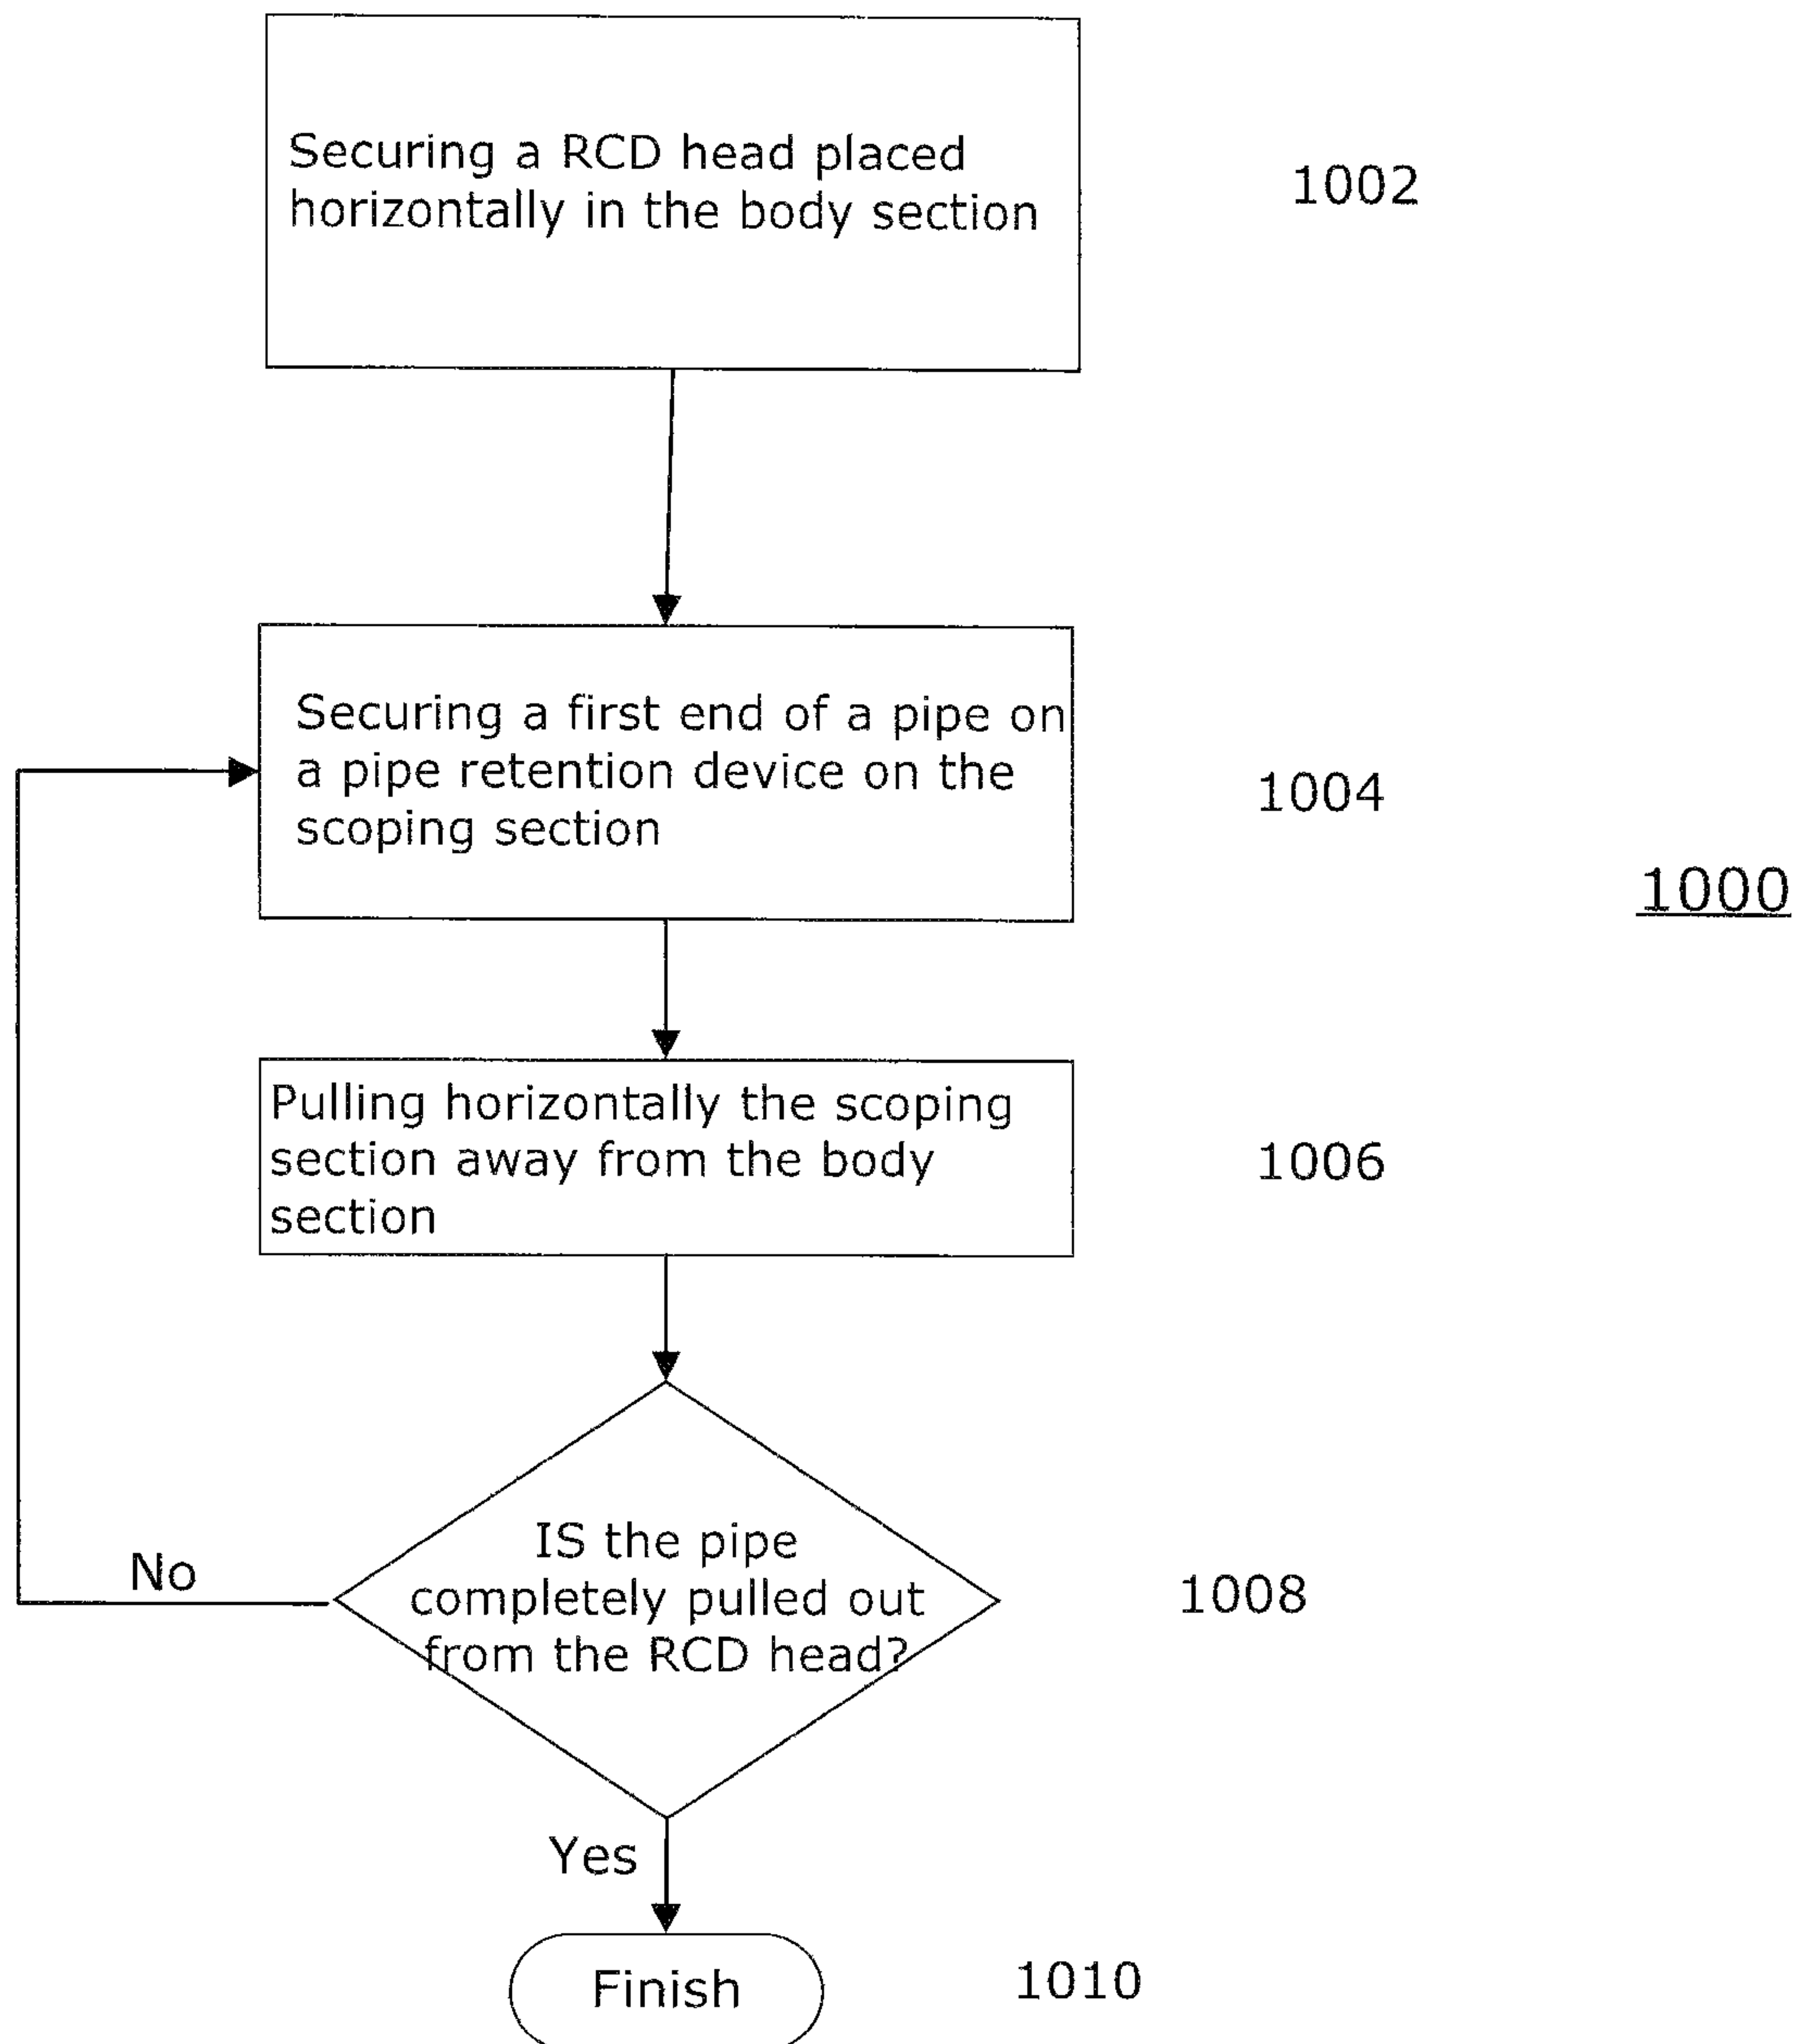 Securing a RCD head placed
horizontally in the body section
1002
Securing a first end of a pipe on
a pipe retention device on the
scoping section
1004
1000
Pulling horizontally the scoping
section away from the body
section
1006
IS the pipe
completely pulled out
from the RCD head?
1008
No
Yes
Finish
1010